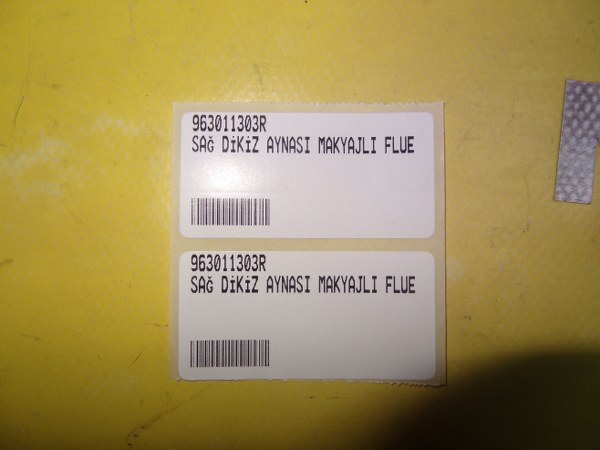 963011303R
SAğ DİKİZ AYNASI MAKYAJLI FLUE
963011303R
SAğ DİKİZ AYNASI MAKYAJLI FLUE